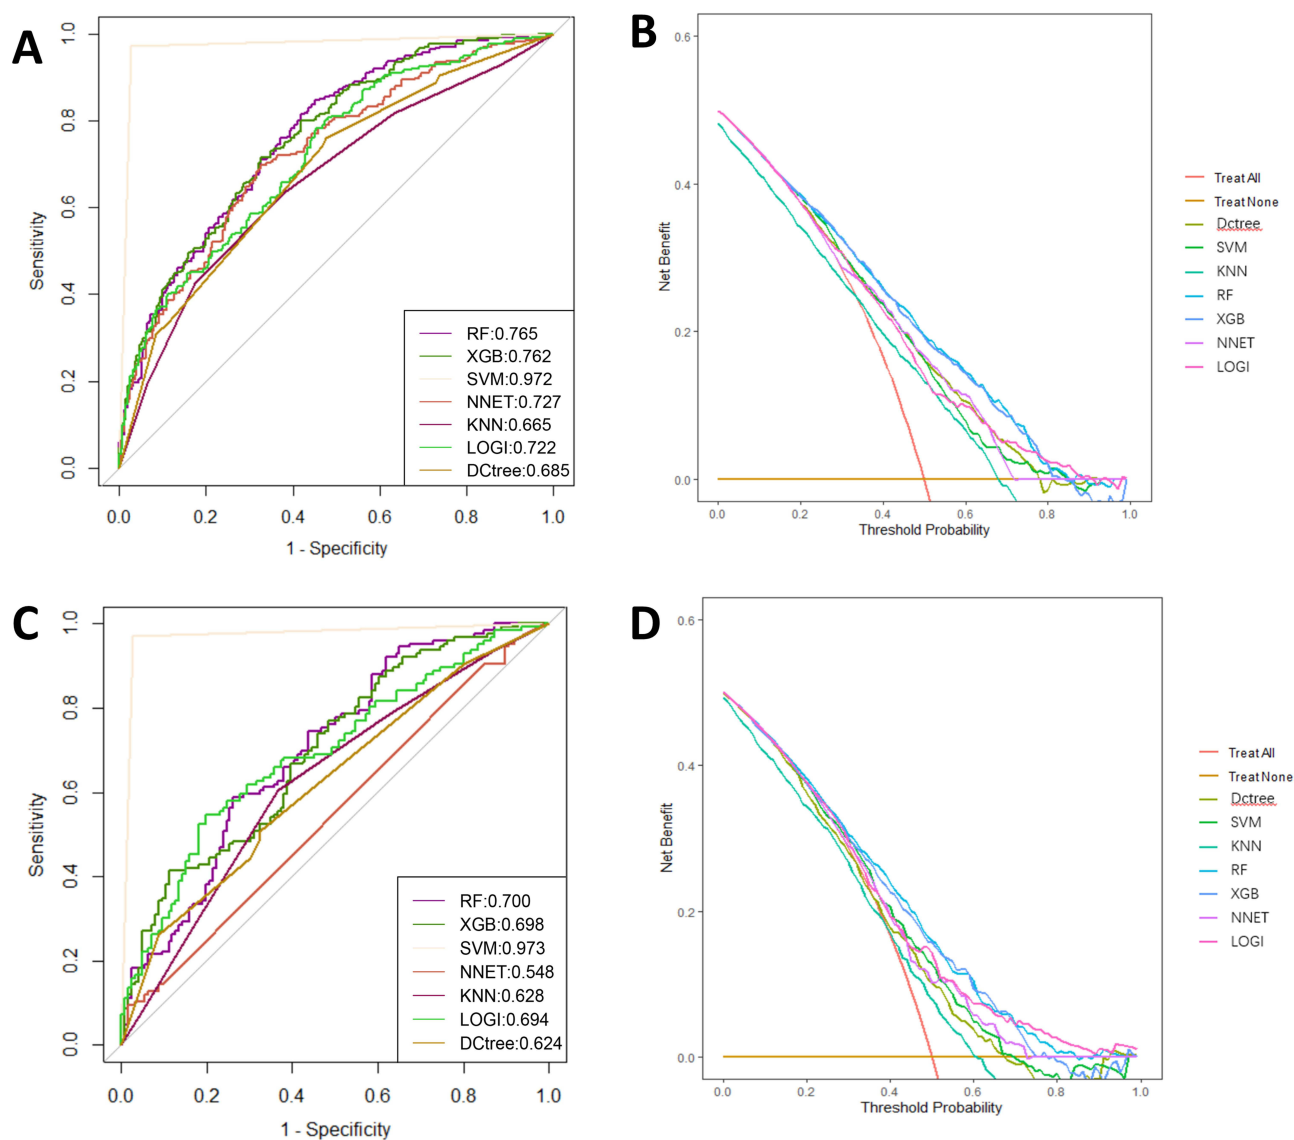 A
1.0
0.8
0.6
0.4
0.2
0.0
Sensitivity
RF:0.765
XGB:0.762
SVM:0.972
NNET:0.727
KNN:0.665
LOGI:0.722
DCtree:0.685
0.0 0.2 0.4 0.6 0.8 1.0
1 - Specificity
B
0.6
0.4
0.2
0.0
Net Benefit
0.0 0.2 0.4 0.6 0.8 1.0
Threshold Probability
Treat All
Treat None
Dctree
SVM
KNN
RF
XGB
NNET
LOGI
C
1.0
0.8
0.6
0.4
0.2
0.0
Sensitivity
RF:0.700
XGB:0.698
SVM:0.973
NNET:0.548
KNN:0.628
LOGI:0.694
DCtree:0.624
0.0 0.2 0.4 0.6 0.8 1.0
1 - Specificity
D
0.6
0.4
0.2
0.0
Net Benefit
0.0 0.2 0.4 0.6 0.8 1.0
Threshold Probability
Treat All
Treat None
Dctree
SVM
KNN
RF
XGB
NNET
LOGI